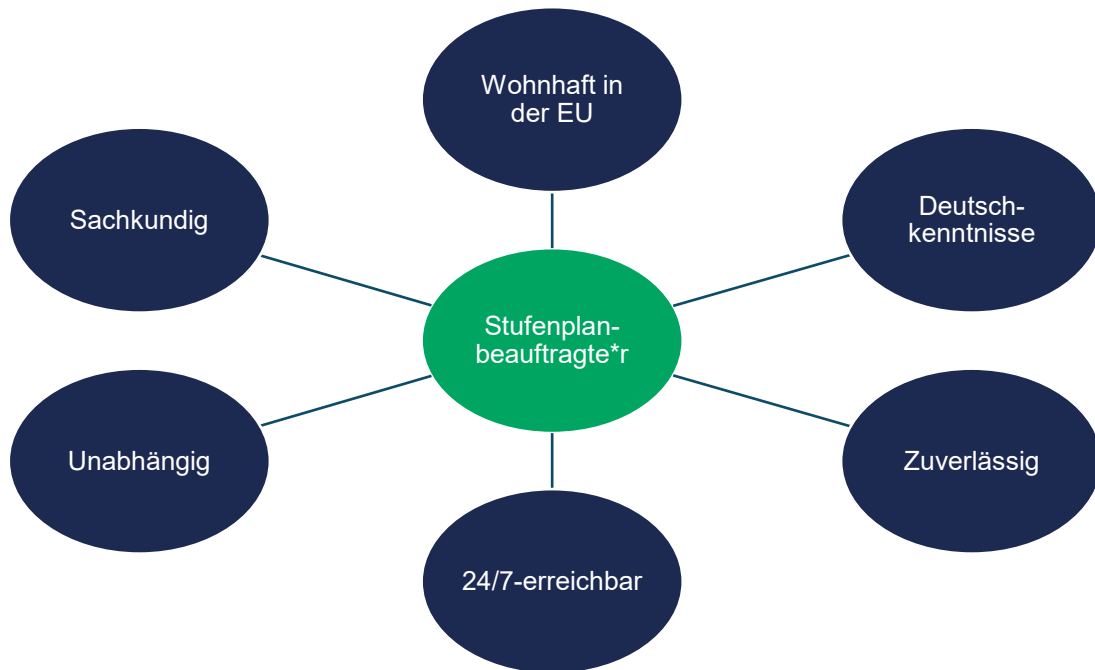 Wohnhaft in
der EU
Sachkundig
Deutsch-
kenntnisse
Stufenplan-
beauftragte*r
Unabhängig
Zuverlässig
24/7-erreichbar